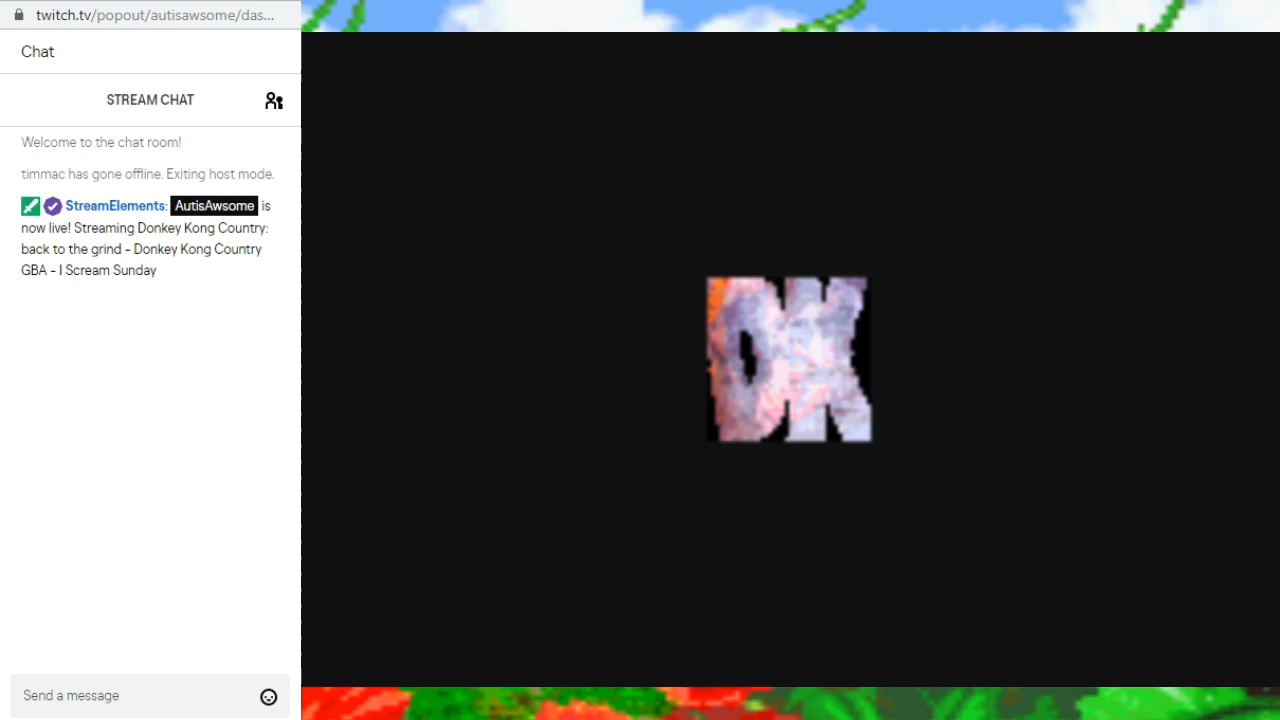 twitch.tv/popout/autisawsome/das...
Chat
STREAM CHAT
Welcome to the chat room!
timmac has gone offline. Exiting host mode.
StreamElements: AutisAwsome is
now live! Streaming Donkey Kong Country:
back to the grind - Donkey Kong Country
GBA - I Scream Sunday
DK
Send a message